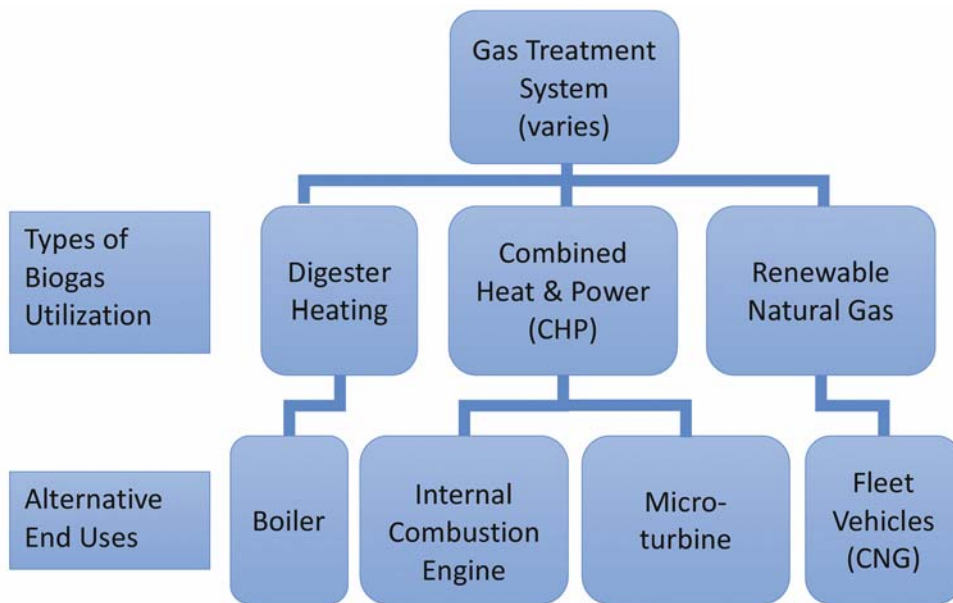 Gas Treatment
System
(varies)
Types of
Biogas
Utilization
Digester
Heating
Combined
Heat & Power
(CHP)
Renewable
Natural Gas
Alternative
End Uses
Boiler
Internal
Combustion
Engine
Micro-
turbine
Fleet
Vehicles
(CNG)